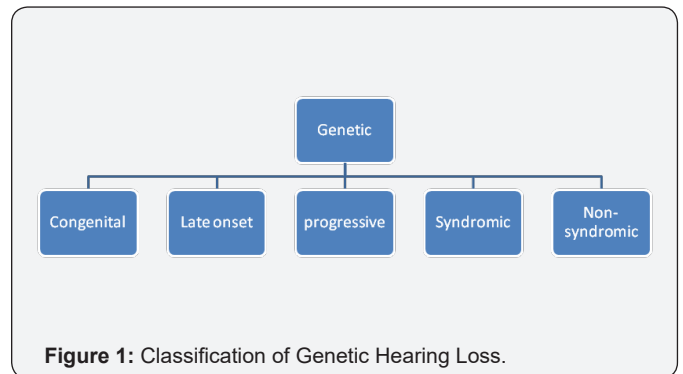 Genetic
Congenital
Late onset
progressive
Syndromic
Non-
syndromic
Figure 1: Classification of Genetic Hearing Loss.